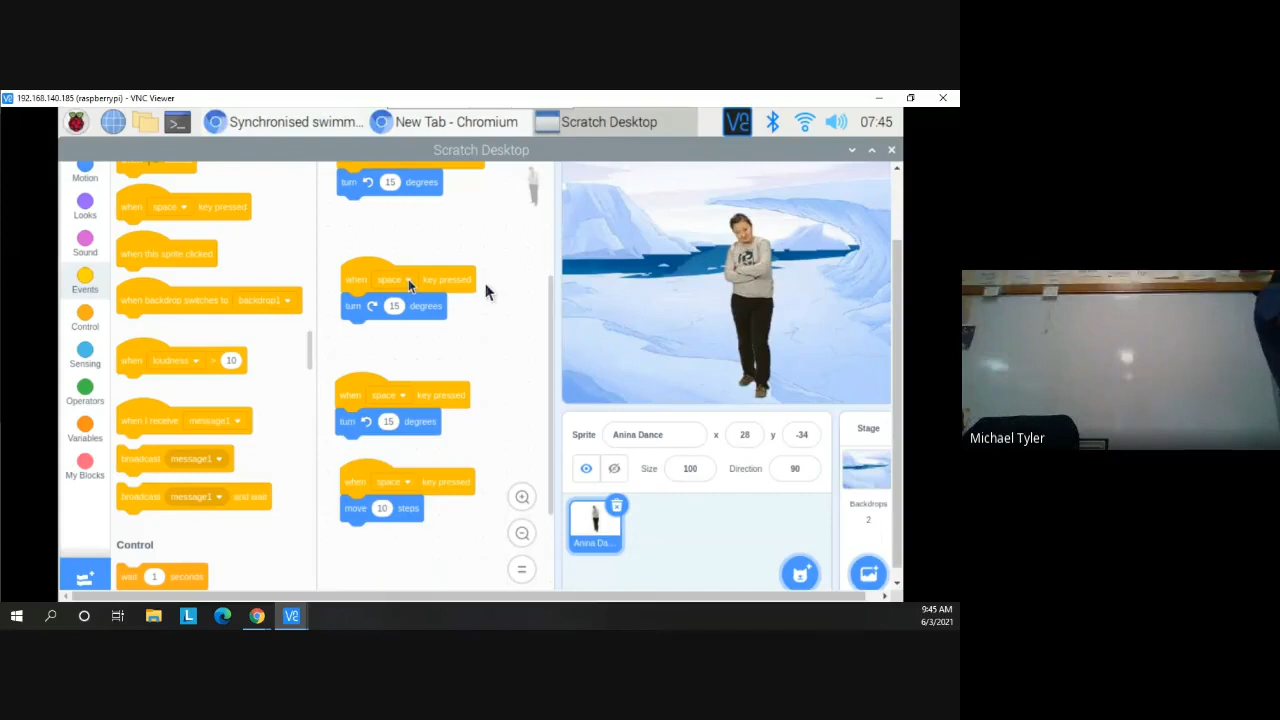 192.168.140.185 (raspberrypi) - VNC Viewer
Synchronised swimm... New Tab - Chromium Scratch Desktop 07:45
Scratch Desktop
Motion
Looks
Sound
Events
Control
Sensing
Operators
Variables
My Blocks
when space key pressed
when this sprite clicked
when backdrop switches to backdrop1
when loudness > 10
when I receive message1
broadcast message1
broadcast message1 and wait
Control
wait 1 seconds
turn 15 degrees
when space key pressed
turn 15 degrees
when space key pressed
turn 15 degrees
when space key pressed
move 10 steps
Sprite Anina Dance x 28 y -34
Size 100 Direction 90
Anina Da...
Stage
Backdrops
2
9:45 AM
6/3/2021
Michael Tyler